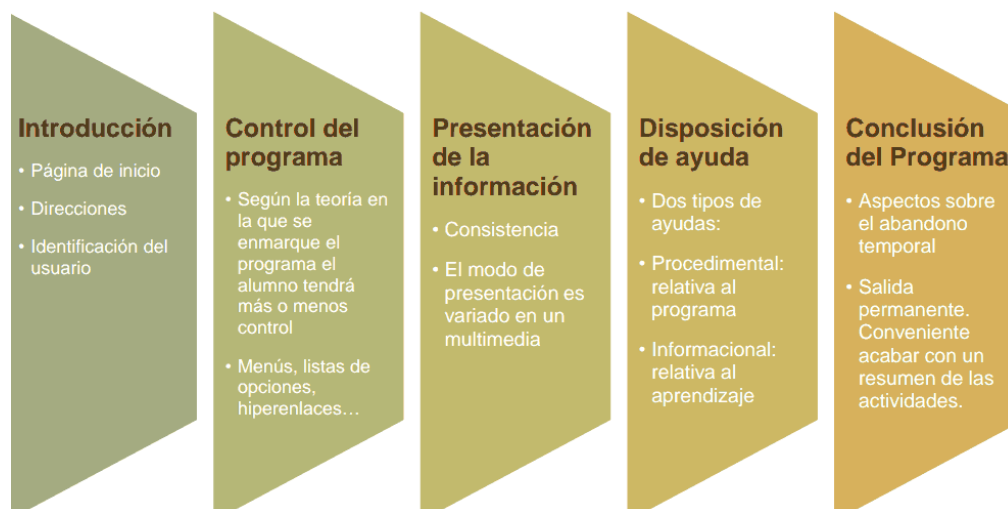 Introducción
• Página de inicio
• Direcciones
• Identificación del
usuario
Control del
programa
• Según la teoría en
la que se
enmarque el
programa el
alumno tendrá
más o menos
control
• Menús, listas de
opciones,
hiperenlaces…
Presentación
de la
información
• Consistencia
• El modo de
presentación es
variado en un
multimedia
Disposición
de ayuda
• Dos tipos de
ayudas:
• Procedimental:
relativa al
programa
• Informacional:
relativa al
aprendizaje
Conclusión
del Programa
• Aspectos sobre
el abandono
temporal
• Salida
permanente.
Conveniente
acabar con un
resumen de las
actividades.